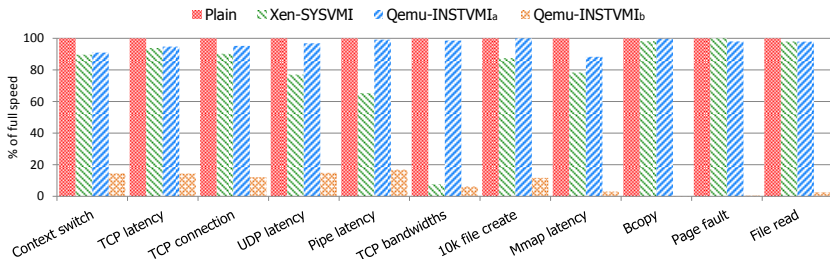 Plain Xen-SYSVMI Qemu-INSTVMIa Qemu-INSTVMIb
% of full speed
100
80
60
40
20
0
Context switch
TCP latency
TCP connection
UDP latency
Pipe latency
TCP bandwidths
10k file create
Mmap latency
Bcopy
Page fault
File read